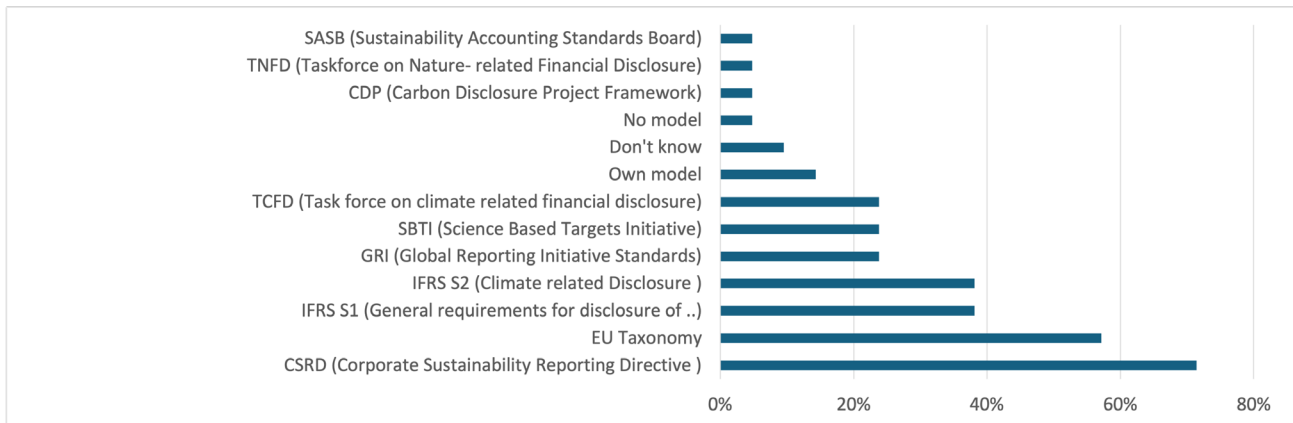 SASB (Sustainability Accounting Standards Board)
TNFD (Taskforce on Nature- related Financial Disclosure)
CDP (Carbon Disclosure Project Framework)
No model
Don't know
Own model
TCFD (Task force on climate related financial disclosure)
SBTI (Science Based Targets Initiative)
GRI (Global Reporting Initiative Standards)
IFRS S2 (Climate related Disclosure )
IFRS S1 (General requirements for disclosure of ..)
EU Taxonomy
CSRD (Corporate Sustainability Reporting Directive )
0% 20% 40% 60% 80%